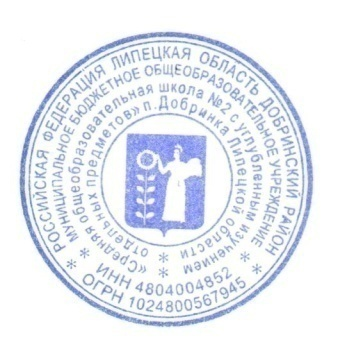 РОССИЙСКАЯ ФЕДЕРАЦИЯ ЛИПЕЦКАЯ ОБЛАСТЬ ДОБРИНСКИЙ РАЙОН
* МУНИЦИПАЛЬНОЕ БЮДЖЕТНОЕ ОБЩЕОБРАЗОВАТЕЛЬНОЕ УЧРЕЖДЕНИЕ *
«Средняя общеобразовательная школа №2 с углубленным изучением
отдельных предметов» п.Добринка Липецкой области
* ИНН 4804004852 *
* ОГРН 1024800567945 *